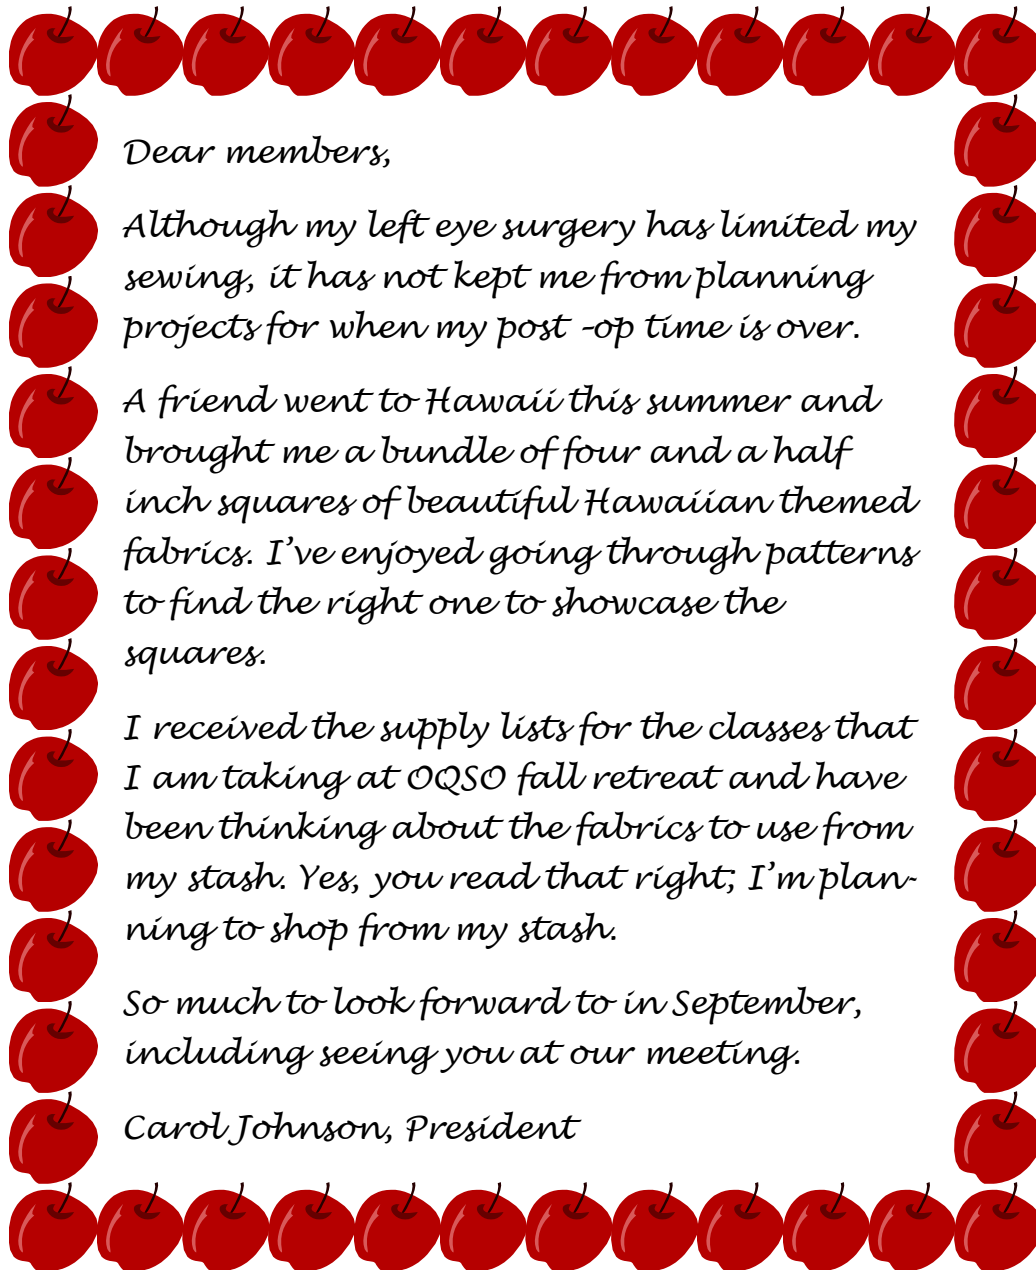 Dear members,
Although my left eye surgery has limited my
sewing, it has not kept me from planning
projects for when my post -op time is over.
A friend went to Hawaii this summer and
brought me a bundle of four and a half
inch squares of beautiful Hawaiian themed
fabrics. I’ve enjoyed going through patterns
to find the right one to showcase the
squares.
I received the supply lists for the classes that
I am taking at OQSO fall retreat and have
been thinking about the fabrics to use from
my stash. Yes, you read that right; I’m plan-
ning to shop from my stash.
So much to look forward to in September,
including seeing you at our meeting.
Carol Johnson, President